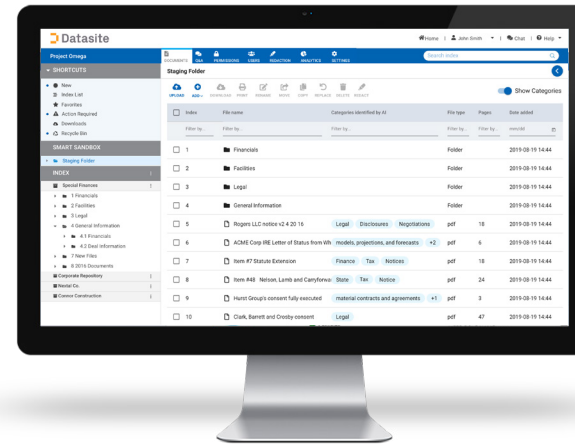 Datasite
Home | John Smith | Chat | Help
Project Omega
DOCUMENTS Q&A PERMISSIONS USERS REDACTION ANALYTICS SETTINGS
Search Index
SHORTCUTS
New
Index List
Favorites
Action Required
Downloads
Recycle Bin
SMART SANDBOX
Staging Folder
INDEX
Special Finances
1 Financials
2 Facilities
3 Legal
4 General Information
4.1 Financials
4.2 Deal Information
7 New Files
8 2016 Documents
Corporate Repository
Nectal Co.
Connor Construction
Staging Folder
UPLOAD ADD DOWNLOAD PRINT RENAME MOVE COPY REPLACE DELETE REDACT
Show Categories
Index File name Categories identified by AI File type Pages Date added
Filter by... Filter by... Filter by... Filter by... Filter by... mm/dd
1 Financials Folder 2019-08-19 14:44
2 Facilities Folder 2019-08-19 14:44
3 Legal Folder 2019-08-19 14:44
4 General Information Folder 2019-08-19 14:44
5 Rogers LLC notice v2 4 20 16 Legal Disclosures Negotiations pdf 18 2019-08-19 14:44
6 ACME Corp IRE Letter of Status from Wh models, projections, and forecasts +2 pdf 6 2019-08-19 14:44
7 Item #7 Statute Extension Finance Tax Notices pdf 18 2019-08-19 14:44
8 Item #48 Nelson, Lamb and Carryforwa State Tax Notice pdf 24 2019-08-19 14:44
9 Hurst Group's consent fully executed material contracts and agreements +1 pdf 3 2019-08-19 14:44
10 Clark, Barrett and Crosby consent Legal pdf 47 2019-08-19 14:44